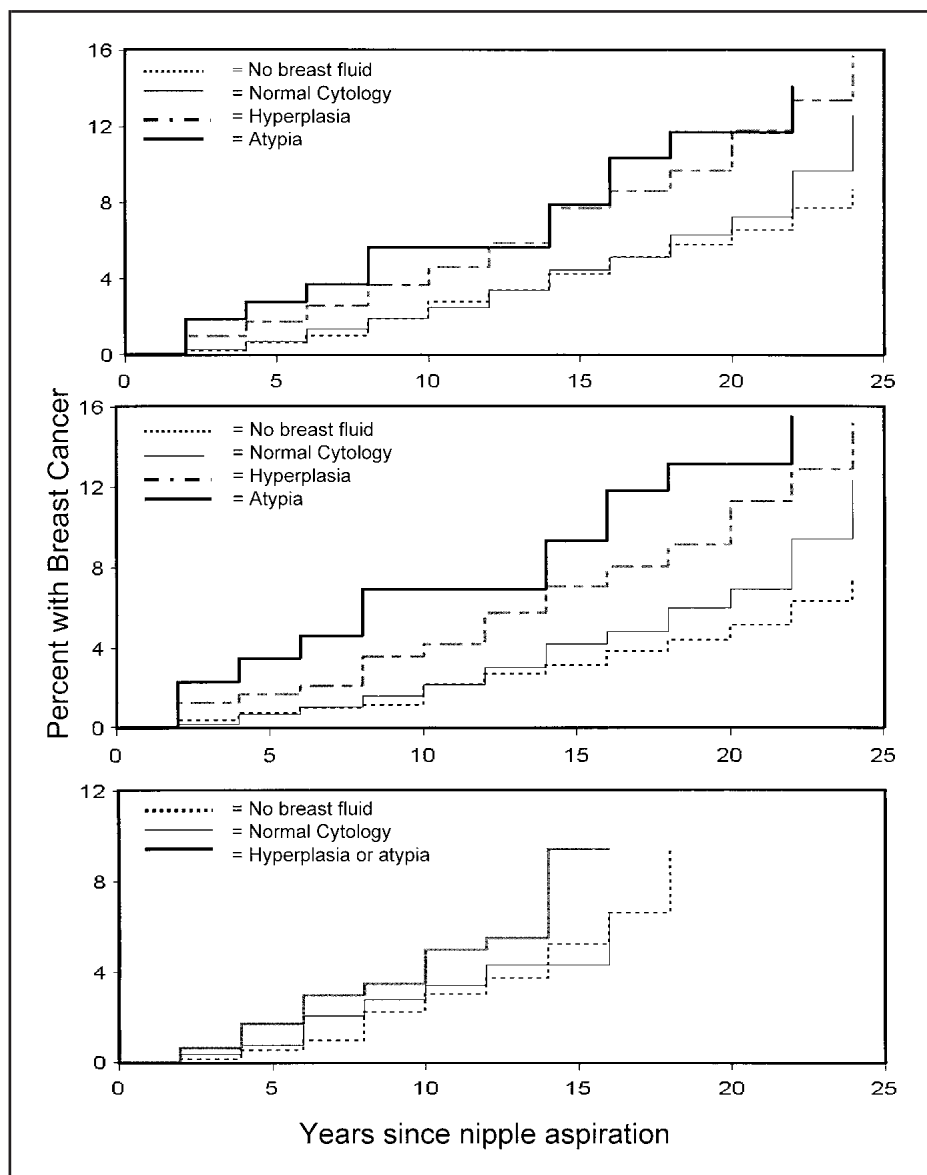 16
12
8
4
0
= No breast fluid
= Normal Cytology
= Hyperplasia
= Atypia
0 5 10 15 20 25
Percent with Breast Cancer
16
12
8
4
0
= No breast fluid
= Normal Cytology
= Hyperplasia
= Atypia
0 5 10 15 20 25
12
8
4
0
= No breast fluid
= Normal Cytology
= Hyperplasia or atypia
0 5 10 15 20 25
Years since nipple aspiration